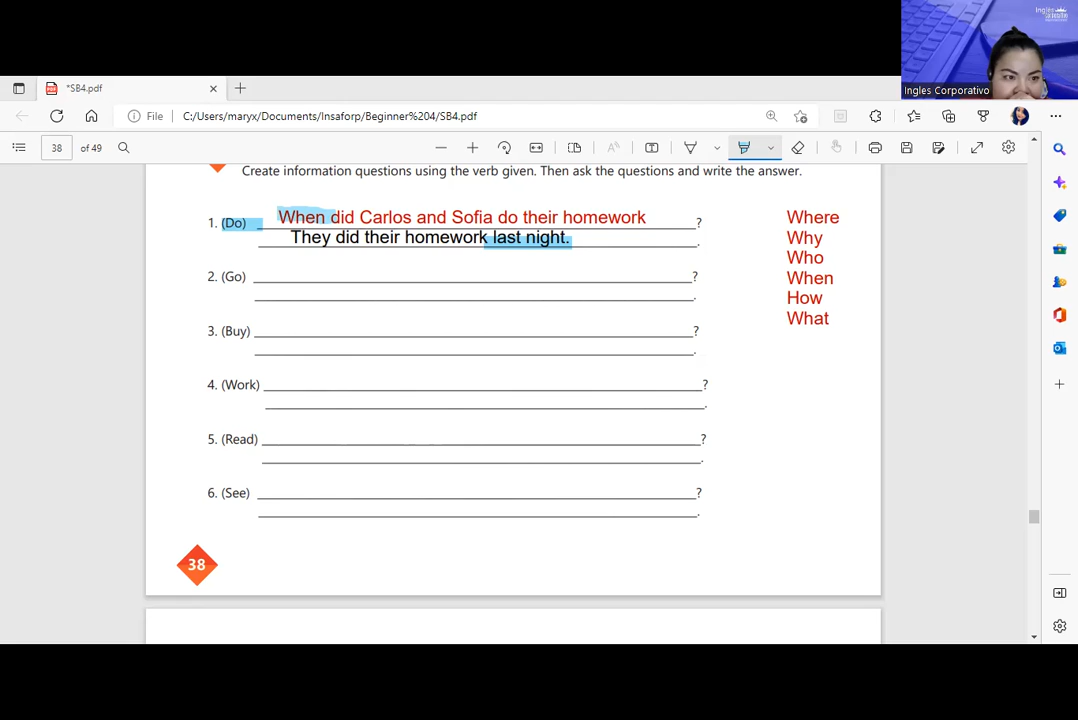 Inglés
Corporativo
Ingles Corporativo
*SB4.pdf
File
C:/Users/maryx/Documents/Insaforp/Beginner%204/SB4.pdf
38 of 49
Create information questions using the verb given. Then ask the questions and write the answer.
1. (Do) When did Carlos and Sofia do their homework ?
They did their homework last night. .
2. (Go) ?
.
3. (Buy) ?
.
4. (Work) ?
.
5. (Read) ?
.
6. (See) ?
.
Where
Why
Who
When
How
What
38